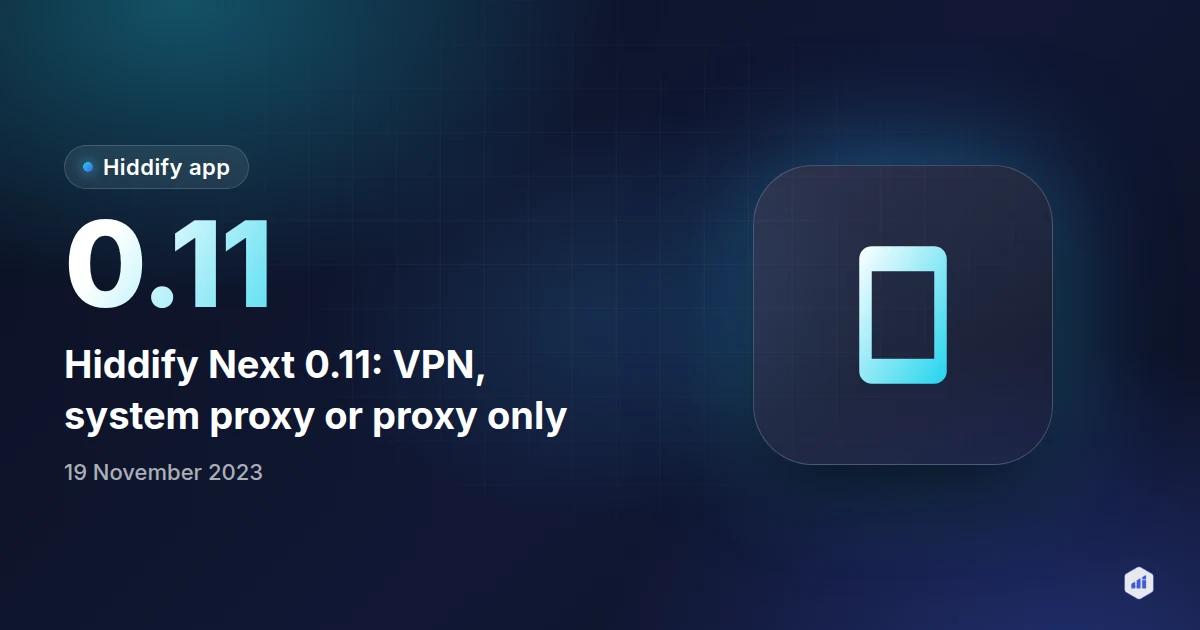 Hiddify app
0.11
Hiddify Next 0.11: VPN,
system proxy or proxy only
19 November 2023